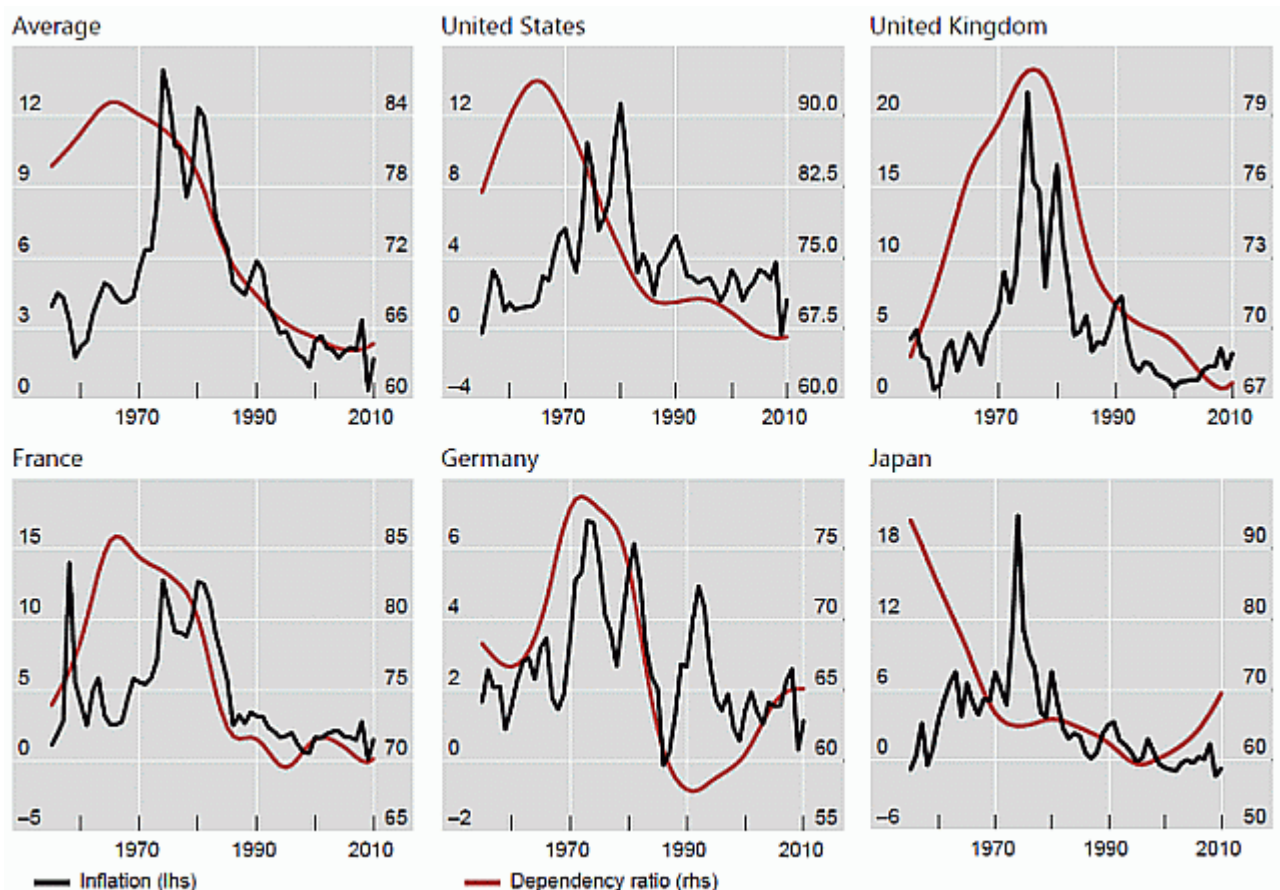 Average United States United Kingdom
12 84 12 90.0 20 79
9 78 8 82.5 15 76
6 72 4 75.0 10 73
3 66 0 67.5 5 70
0 60 –4 60.0 0 67
1970 1990 2010 1970 1990 2010 1970 1990 2010
France Germany Japan
15 85 6 75 18 90
10 80 4 70 12 80
5 75 2 65 6 70
0 70 0 60 0 60
–5 65 –2 55 –6 50
1970 1990 2010 1970 1990 2010 1970 1990 2010
Inflation (lhs) Dependency ratio (rhs)